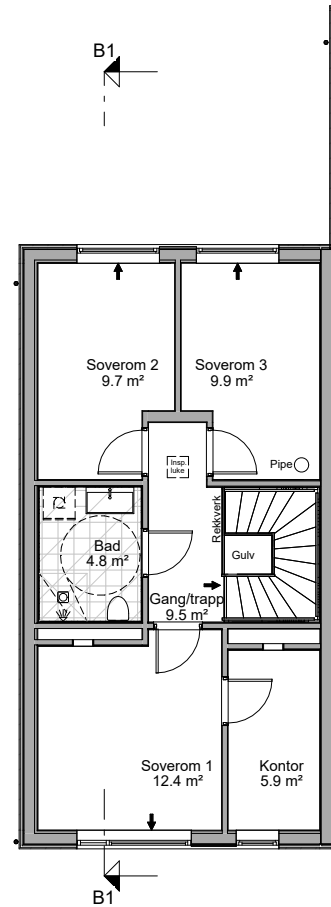 B1
Soverom 2
9.7 m²
Soverom 3
9.9 m²
Insp.
luke
Pipe
Rekkverk
Gulv
Bad
4.8 m²
Gang/trapp
9.5 m²
Soverom 1
12.4 m²
Kontor
5.9 m²
B1